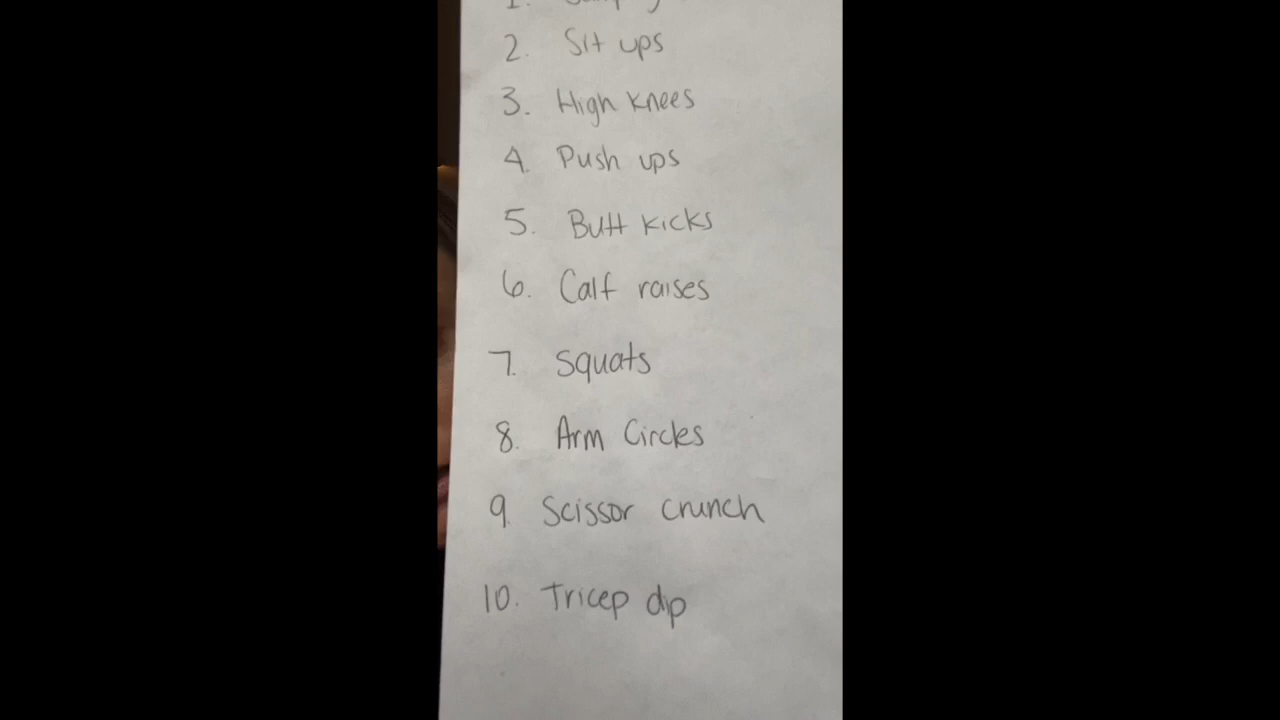 1.
2. Sit ups
3. High knees
4. Push ups
5. Butt kicks
6. Calf raises
7. Squats
8. Arm Circles
9. Scissor crunch
10. Tricep dip